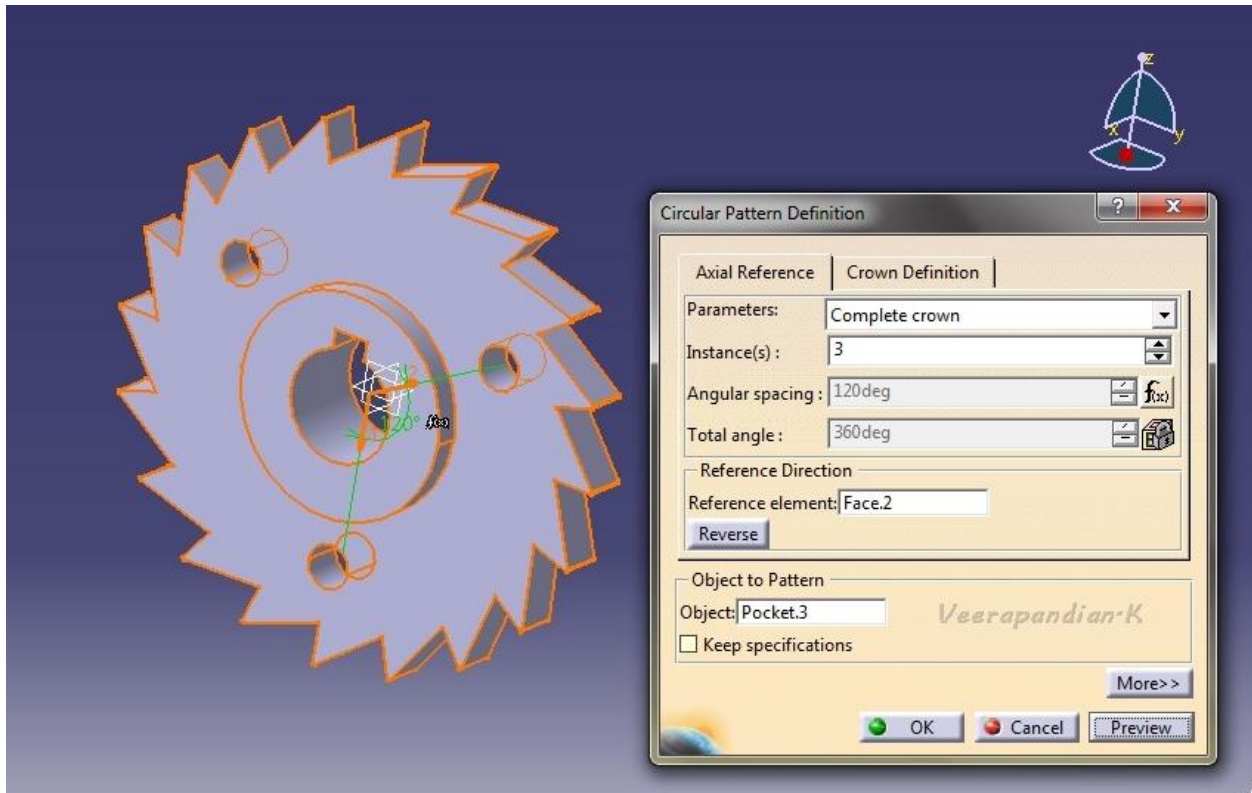 z
x
y
Circular Pattern Definition
?
X
Axial Reference
Crown Definition
Parameters:
Complete crown
Instance(s) :
3
Angular spacing :
120deg
f(x)
Total angle :
360deg
Reference Direction
Reference element:
Face.2
Reverse
Object to Pattern
Object:
Pocket.3
Veerapandian-K
Keep specifications
More>>
OK
Cancel
Preview
120°
f(x)